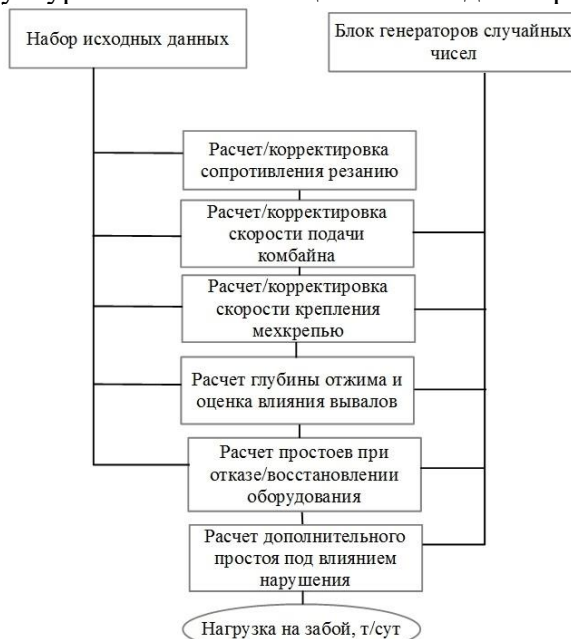 Набор исходных данных
Блок генераторов случайных
чисел
Расчет/корректировка
сопротивления резанию
Расчет/корректировка
скорости подачи
комбайна
Расчет/корректировка
скорости крепления
мехкрепью
Расчет глубины отжима и
оценка влияния вывалов
Расчет простоев при
отказе/восстановлении
оборудования
Расчет дополнительного
простоя под влиянием
нарушения
Нагрузка на забой, т/сут